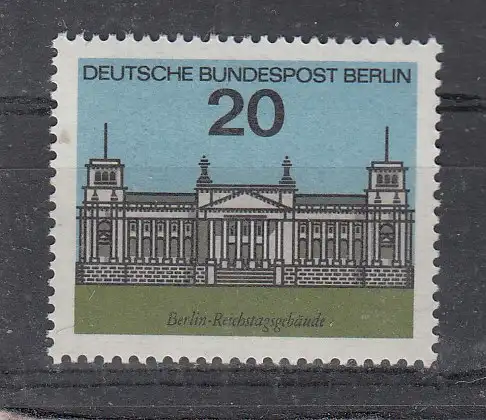 DEUTSCHE BUNDESPOST BERLIN
20
Berlin-Reichstagsgebäude